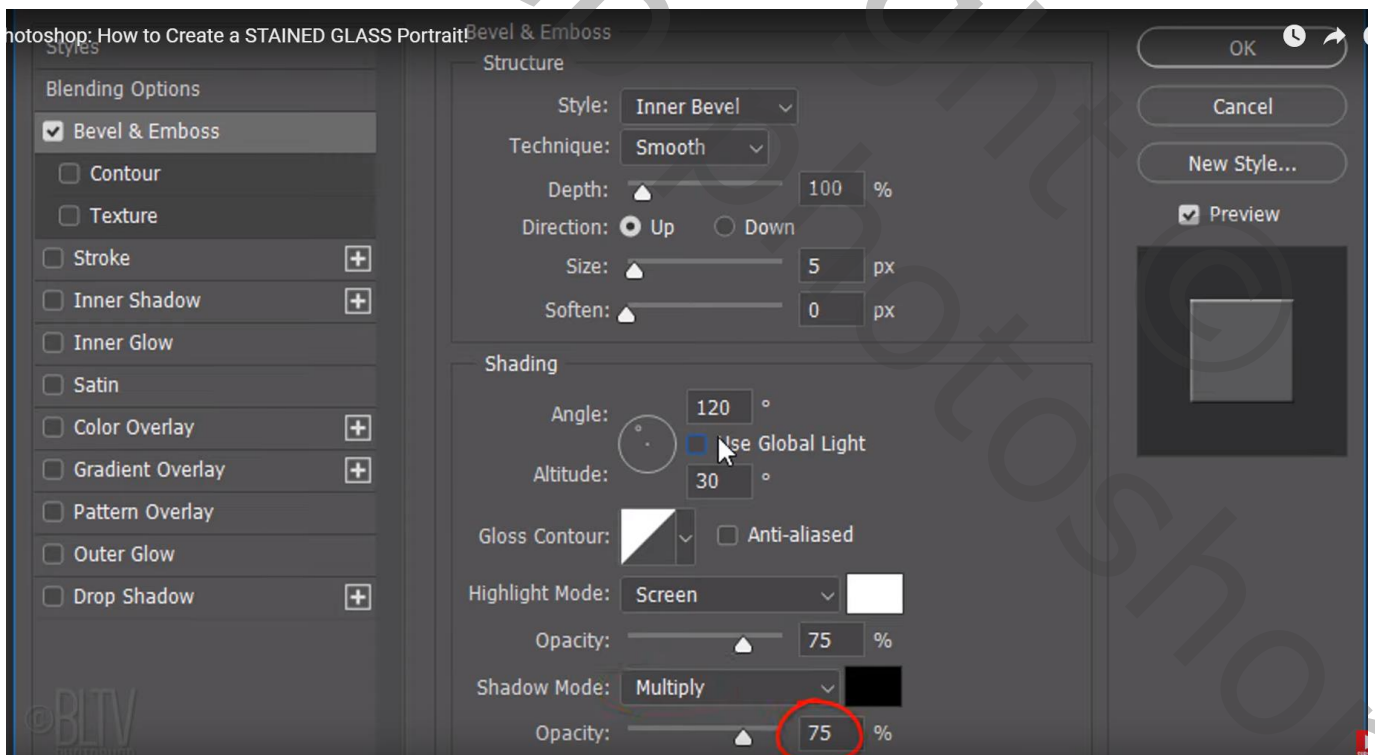 hotoshop: How to Create a STAINED GLASS Portrait!
Styles
Blending Options
Bevel & Emboss
Contour
Texture
Stroke
Inner Shadow
Inner Glow
Satin
Color Overlay
Gradient Overlay
Pattern Overlay
Outer Glow
Drop Shadow
©BLTV
Bevel & Emboss
Structure
Style: Inner Bevel
Technique: Smooth
Depth: 100 %
Direction: Up Down
Size: 5 px
Soften: 0 px
Shading
Angle: 120 °
Use Global Light
Altitude: 30 °
Gloss Contour: Anti-aliased
Highlight Mode: Screen
Opacity: 75 %
Shadow Mode: Multiply
Opacity: 75 %
OK
Cancel
New Style...
Preview